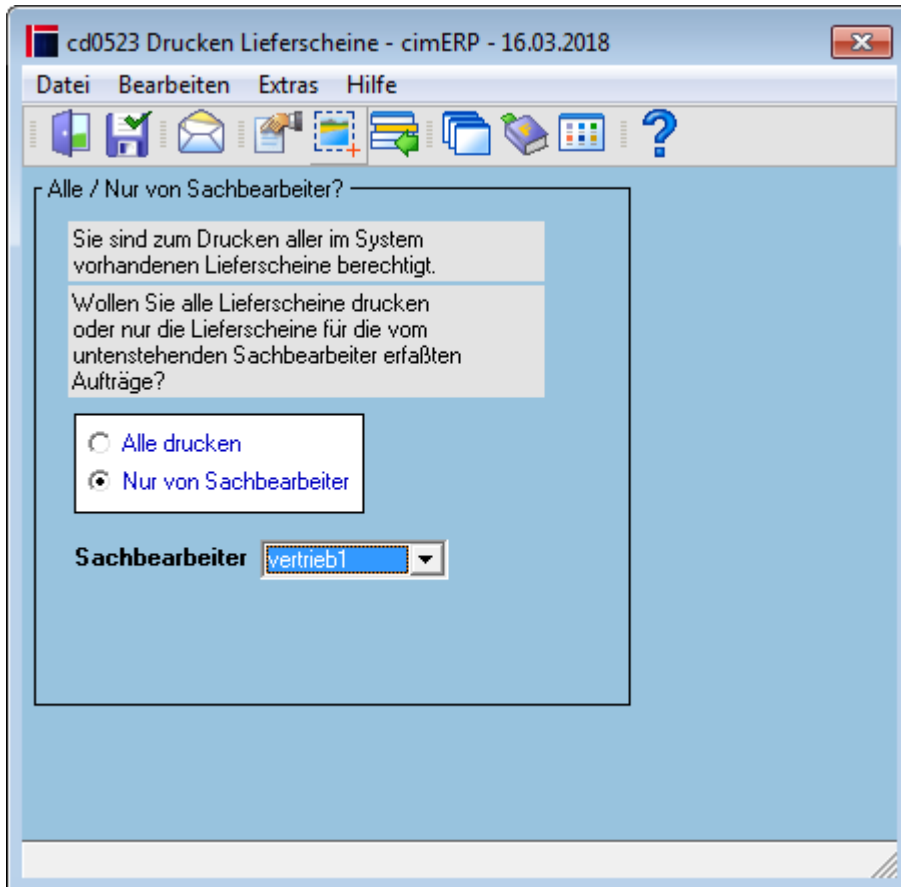 cd0523 Drucken Lieferscheine - cimERP - 16.03.2018
Datei Bearbeiten Extras Hilfe
Alle / Nur von Sachbearbeiter?
Sie sind zum Drucken aller im System
vorhandenen Lieferscheine berechtigt.
Wollen Sie alle Lieferscheine drucken
oder nur die Lieferscheine für die vom
untenstehenden Sachbearbeiter erfaßten
Aufträge?
Alle drucken
Nur von Sachbearbeiter
Sachbearbeiter vertrieb1